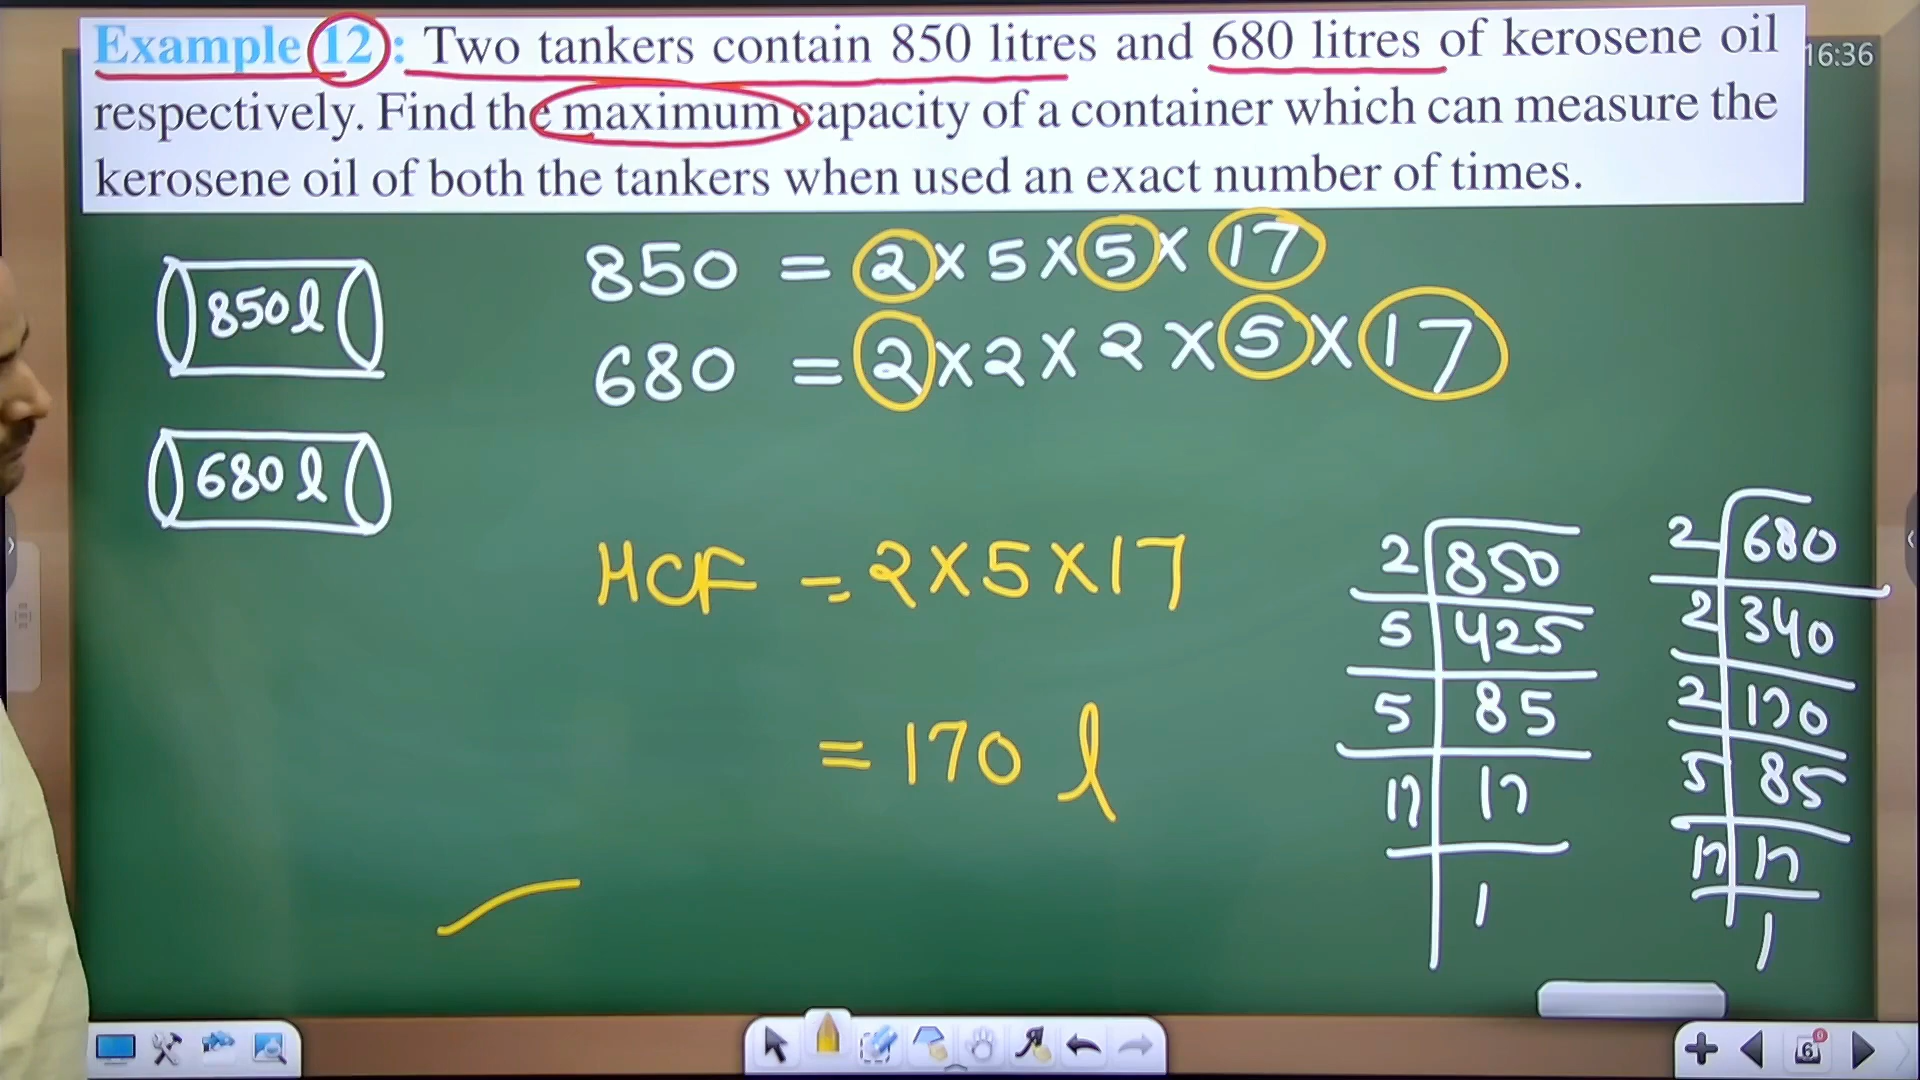 Example 12 : Two tankers contain 850 litres and 680 litres of kerosene oil
respectively. Find the maximum capacity of a container which can measure the
kerosene oil of both the tankers when used an exact number of times.
16:36
850 = 2 × 5 × 5 × 17
680 = 2 × 2 × 2 × 5 × 17
850 l
680 l
HCF = 2 × 5 × 17
= 170 l
2 850
5 425
5 85
17 17
1
2 680
2 340
2 170
5 85
17 17
1
6